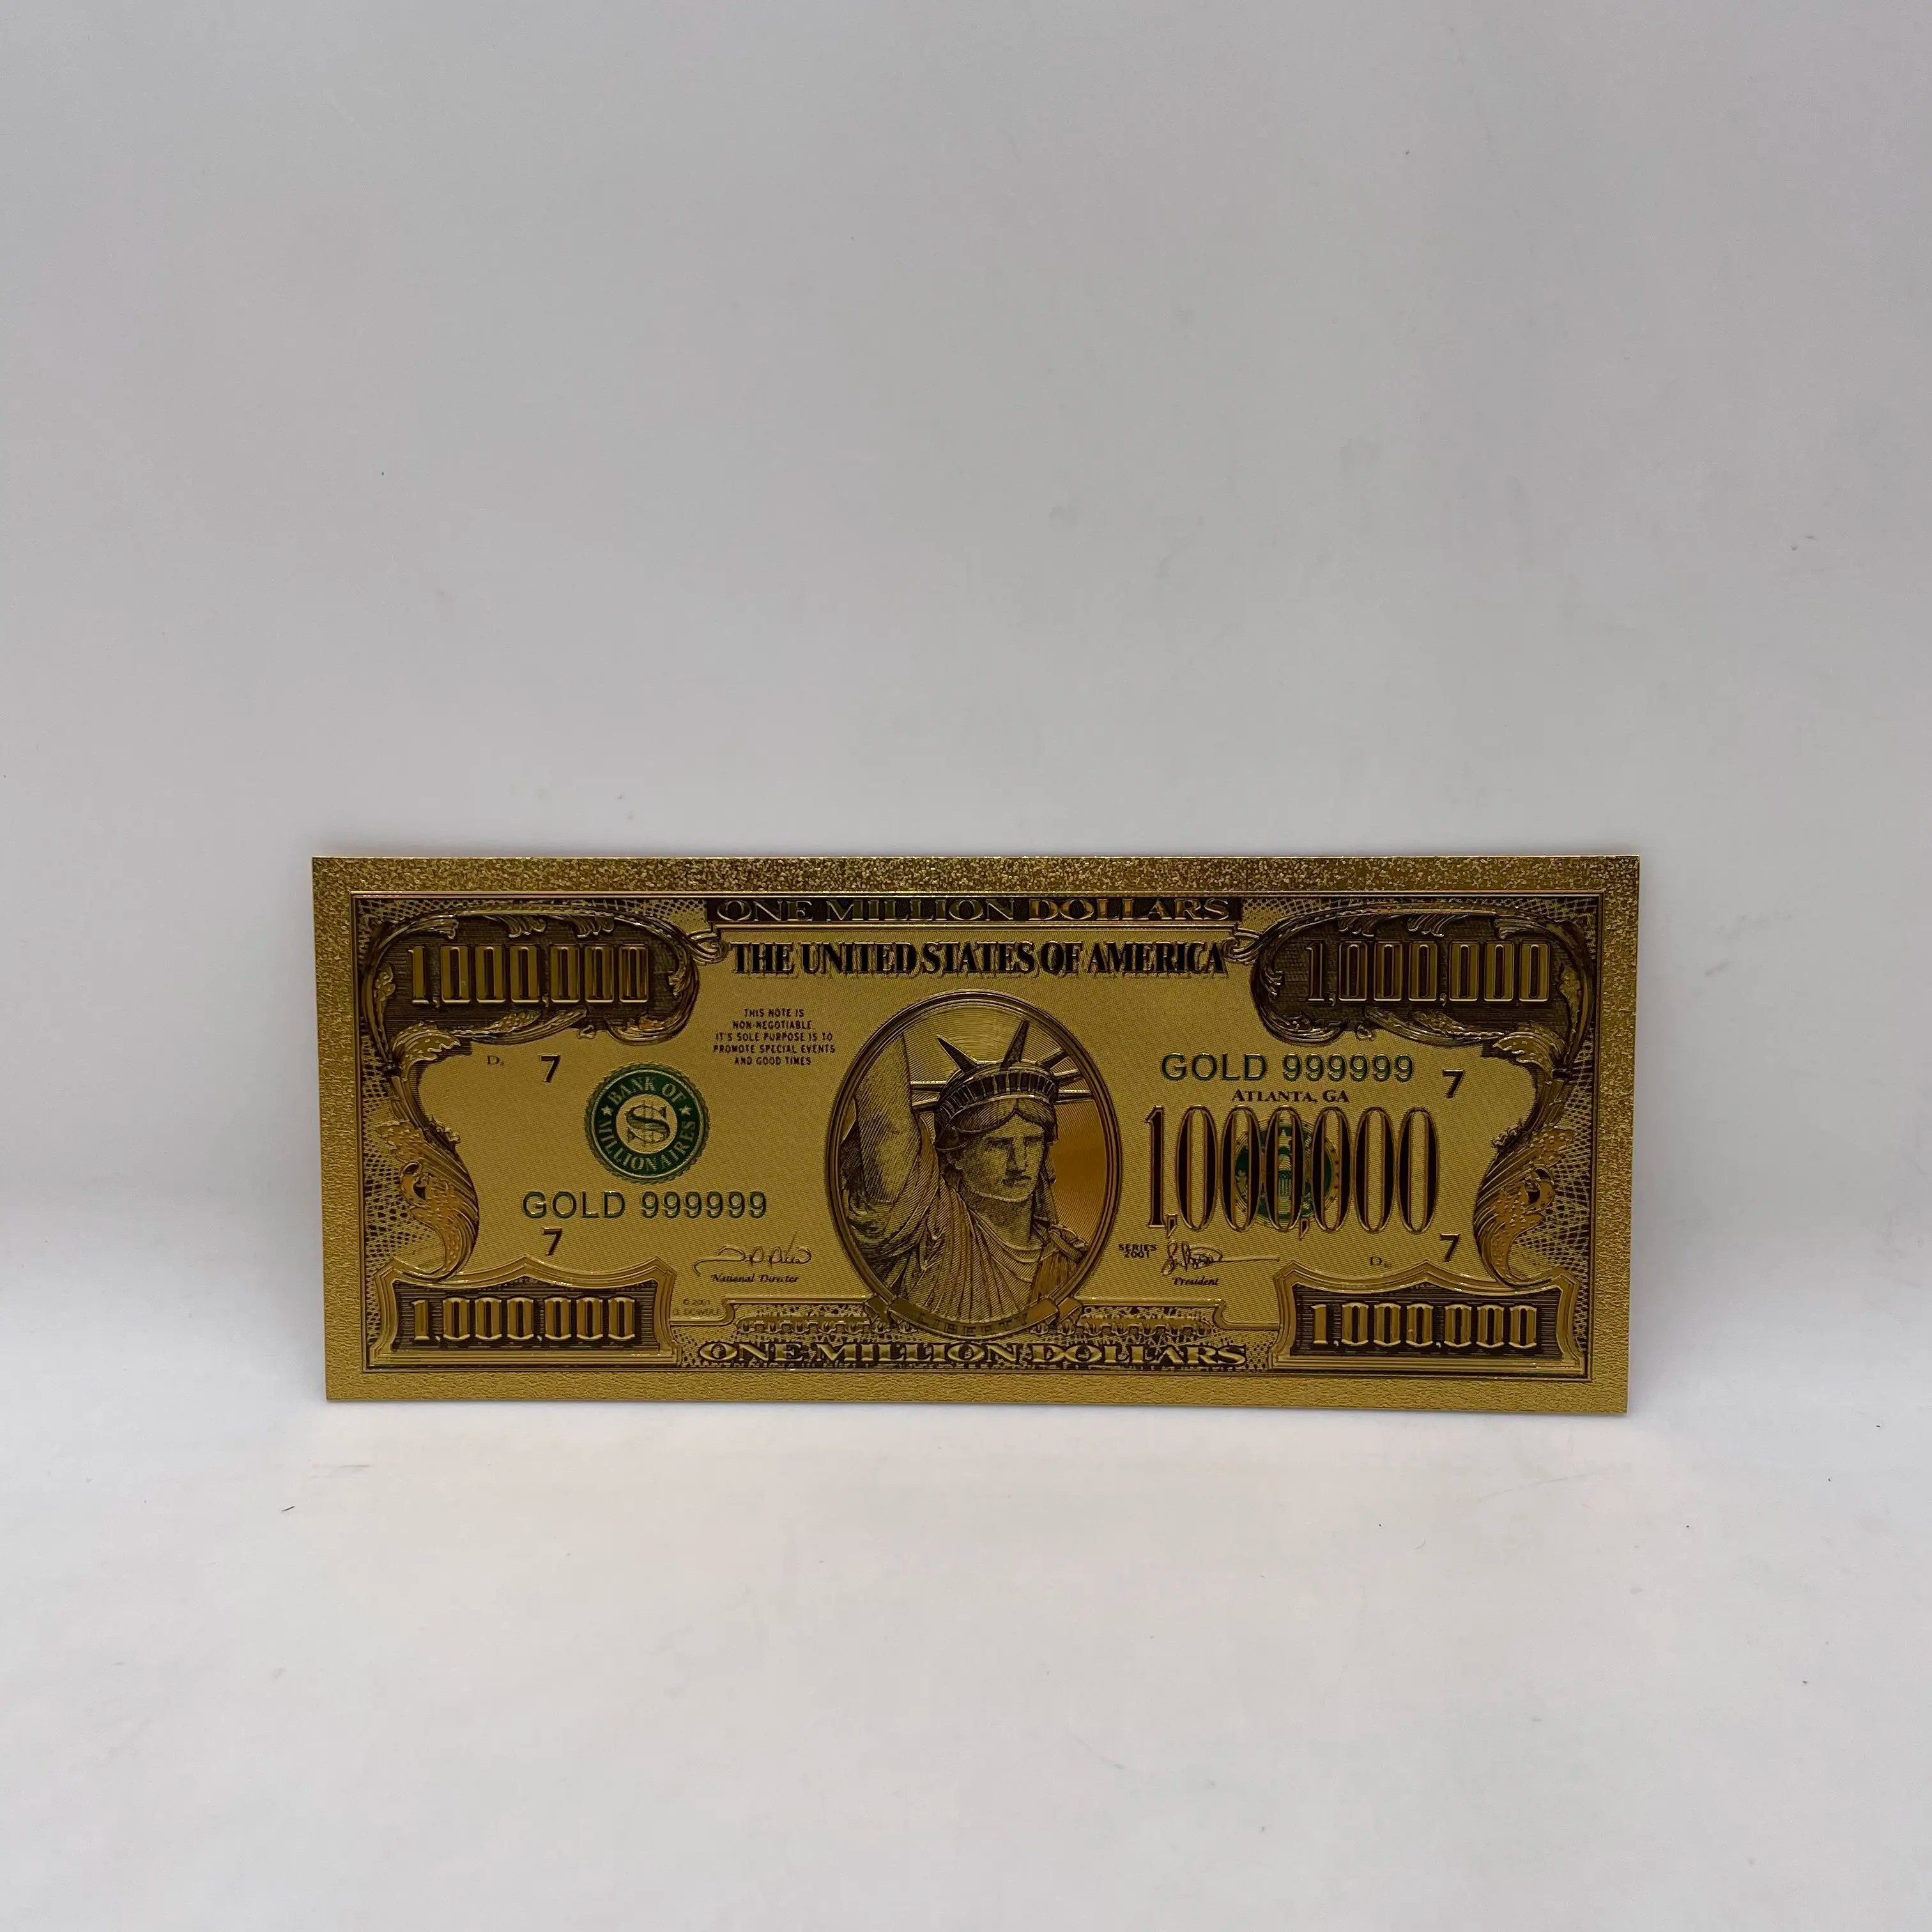 ONE MILLION DOLLARS
THE UNITED STATES OF AMERICA
1,000,000
1,000,000
THIS NOTE IS
NON-NEGOTIABLE.
IT'S SOLE PURPOSE IS TO
PROMOTE SPECIAL EVENTS
AND GOOD TIMES
D
7
BANK OF
MILLIONAIRES
$
GOLD 999999
7
GOLD 999999
7
ATLANTA, GA
1,000,000
SERIES
2001
National Director
President
D
7
© 2001
G. DOWDLE
LIBERTY
1,000,000
1,000,000
ONE MILLION DOLLARS